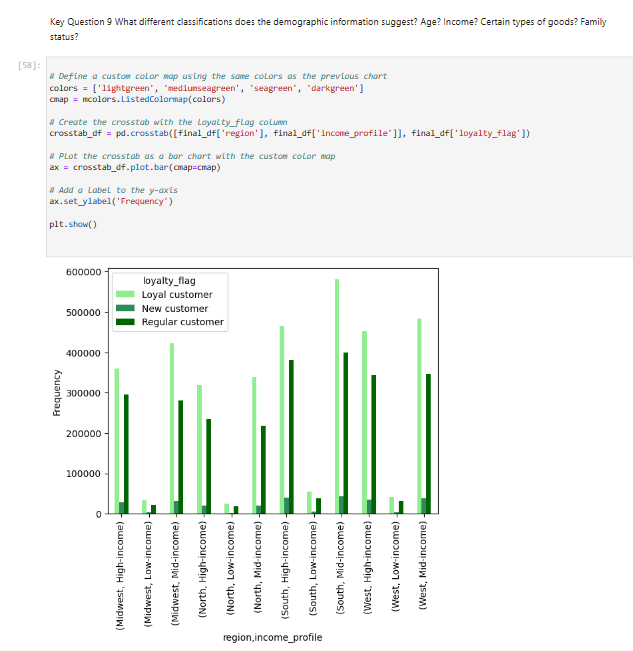 Key Question 9 What different classifications does the demographic information suggest? Age? Income? Certain types of goods? Family
status?
[58]:
# Define a custom color map using the same colors as the previous chart
colors = ['lightgreen', 'mediumseagreen', 'seagreen', 'darkgreen']
cmap = mcolors.ListedColormap(colors)
# Create the crosstab with the loyalty_flag column
crosstab_df = pd.crosstab([final_df['region'], final_df['income_profile']], final_df['loyalty_flag'])
# Plot the crosstab as a bar chart with the custom color map
ax = crosstab_df.plot.bar(cmap=cmap)
# Add a label to the y-axis
ax.set_ylabel('Frequency')
plt.show()
600000
500000
400000
300000
200000
100000
0
Frequency
loyalty_flag
Loyal customer
New customer
Regular customer
(Midwest, High-income)
(Midwest, Low-income)
(Midwest, Mid-income)
(North, High-income)
(North, Low-income)
(North, Mid-income)
(South, High-income)
(South, Low-income)
(South, Mid-income)
(West, High-income)
(West, Low-income)
(West, Mid-income)
region,income_profile